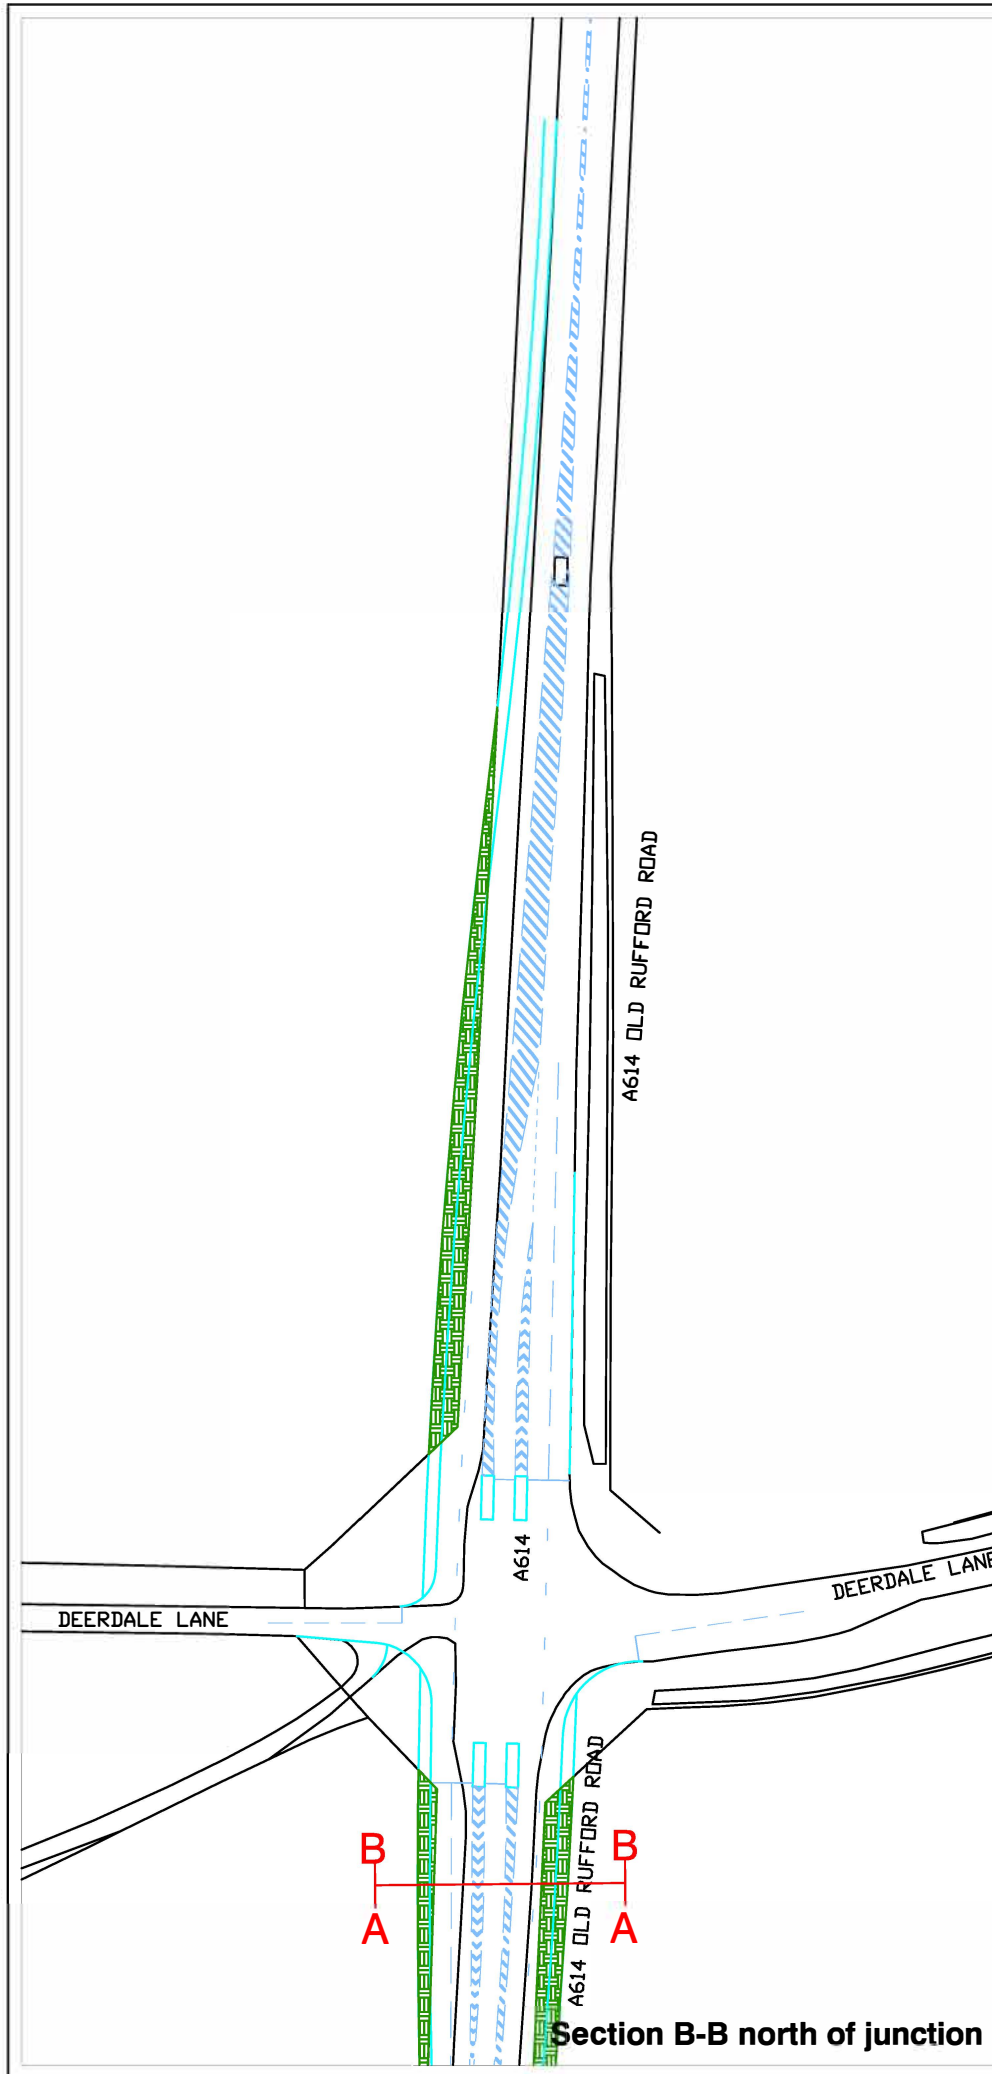 A614 OLD RUFFORD ROAD
A614
DEERDALE LANE
DEERDALE LANE
A614 OLD RUFFORD ROAD
B
B
A
A
Section B-B north of junction